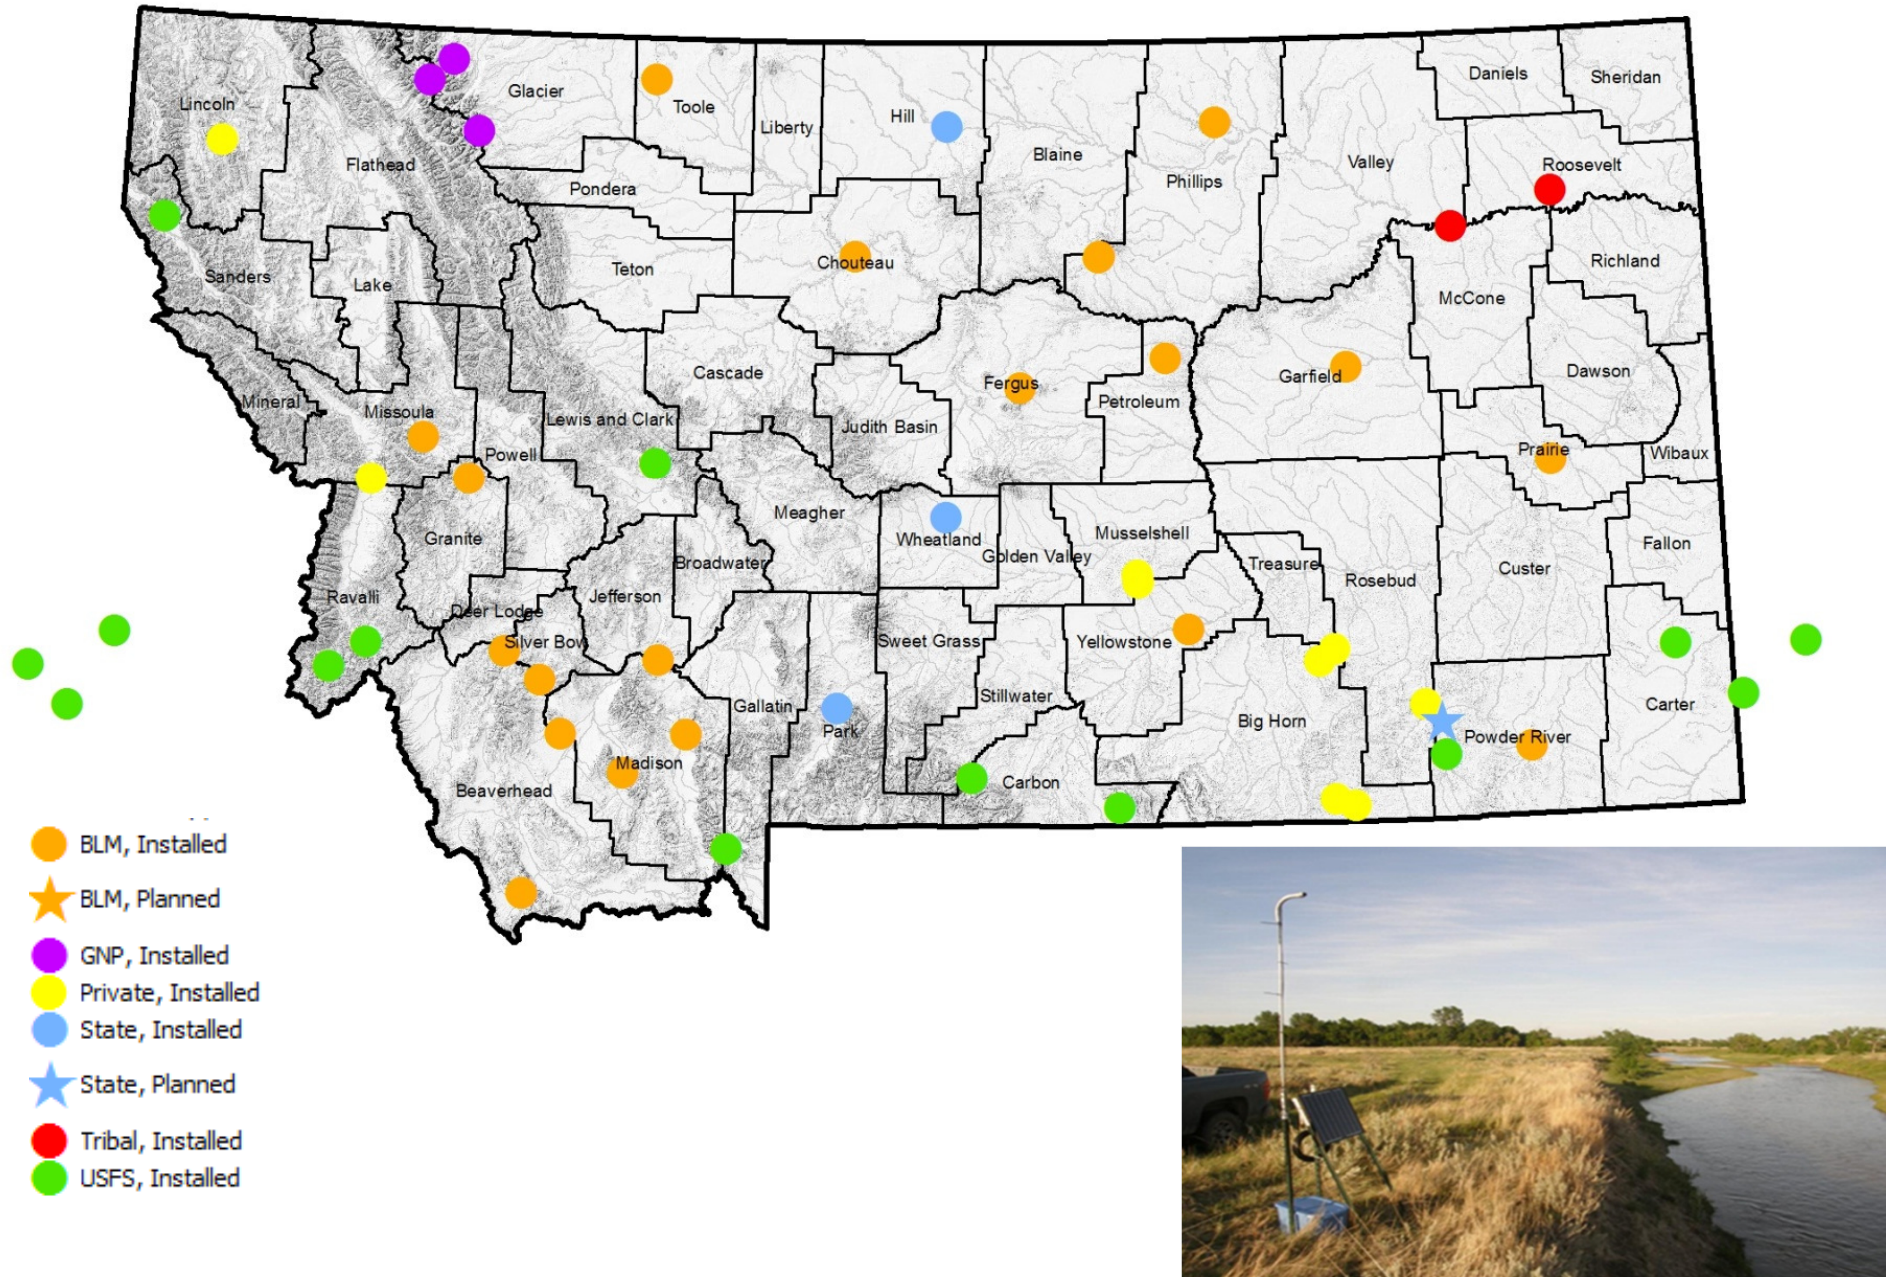 Daniels
Sheridan
Glacier
Lincoln
Toole
Hill
Liberty
Blaine
Valley
Roosevelt
Flathead
Phillips
Pondera
Richland
Chouteau
Teton
Sanders
Lake
McCone
Cascade
Dawson
Garfield
Fergus
Mineral
Petroleum
Missoula
Lewis and Clark
Judith Basin
Prairie
Wibaux
Powell
Meagher
Musselshell
Granite
Wheatland
Fallon
Golden Valley
Broadwater
Treasure
Custer
Rosebud
Ravalli
Jefferson
Deer Lodge
Silver Bow
Sweet Grass
Yellowstone
Stillwater
Gallatin
Carter
Big Horn
Park
Powder River
Madison
Carbon
Beaverhead
BLM, Installed
BLM, Planned
GNP, Installed
Private, Installed
State, Installed
State, Planned
Tribal, Installed
USFS, Installed